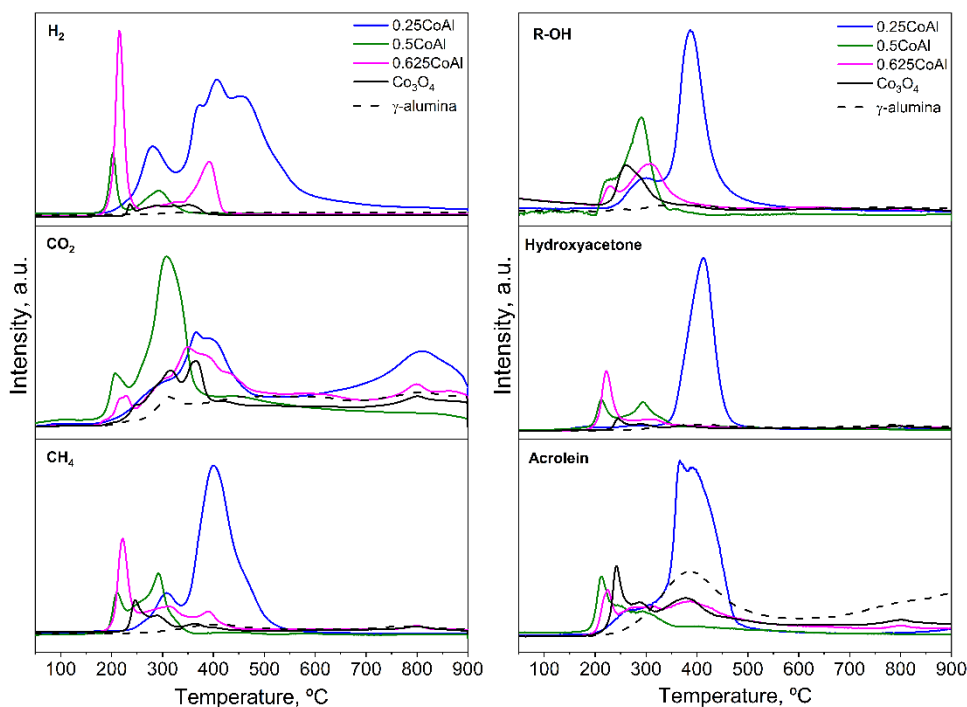 H₂
0.25CoAl
0.5CoAl
0.625CoAl
Co₃O₄
γ-alumina
CO₂
CH₄
Intensity, a.u.
100 200 300 400 500 600 700 800 900
Temperature, ºC
R-OH
0.25CoAl
0.5CoAl
0.625CoAl
Co₃O₄
γ-alumina
Hydroxyacetone
Acrolein
Intensity, a.u.
100 200 300 400 500 600 700 800 900
Temperature, ºC